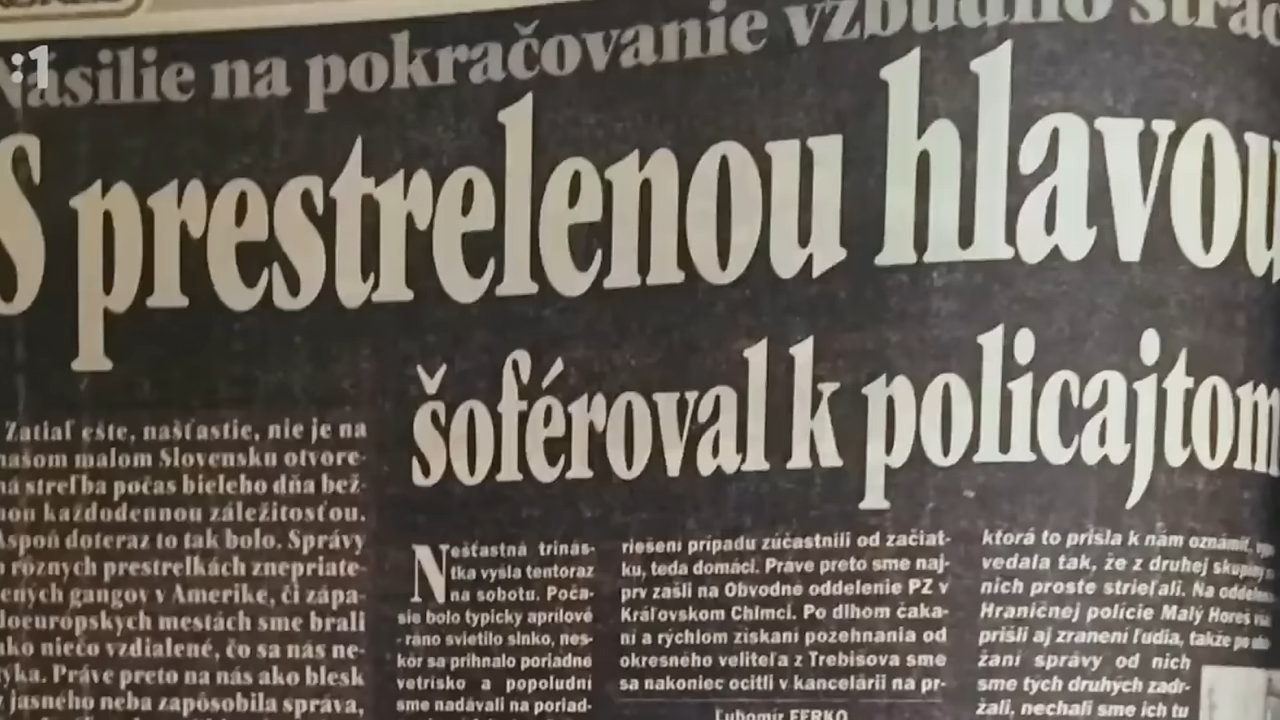 :1
Násilie na pokračovanie vzbudilo
S prestrelenou hlavou
šoféroval k policajtom
Zatiaľ ešte, našťastie, nie je na
našom malom Slovensku otvore-
ná streľba počas bieleho dňa bež-
nou každodennou záležitosťou.
Aspoň doteraz to tak bolo. Správy
o rôznych prestrelkách znepriate-
lených gangov v Amerike, či zápa-
doeurópskych mestách sme brali
ako niečo vzdialené, čo sa nás ne-
týka. Práve preto na nás ako blesk
z jasného neba zapôsobila správa,
Nešťastná trinás-
tka vyšla tentoraz
na sobotu. Poča-
sie bolo typicky aprílové
- ráno svietilo slnko, nes-
kôr sa prihnalo poriadne
vetrisko a popoludní
sme nadávali na poriad-
riešení prípadu zúčastnili od začiat-
ku, teda domáci. Práve preto sme naj-
prv zašli na Obvodné oddelenie PZ v
Kráľovskom Chlmci. Po dlhom čaka-
ní a rýchlom získaní požehnania od
okresného veliteľa z Trebišova sme
sa nakoniec ocitli v kancelárii na pr-
Ľubomír FERKO
ktorá to prišla k nám oznámiť,
vedala tak, že z druhej skupiny
nich proste strieľali. Na
Hraničnej polície Malý Horeš
prišli aj zranení ľudia, takže po
žaní správy od nich
sme tých druhých zadr-
žali, nechali sme ich tu